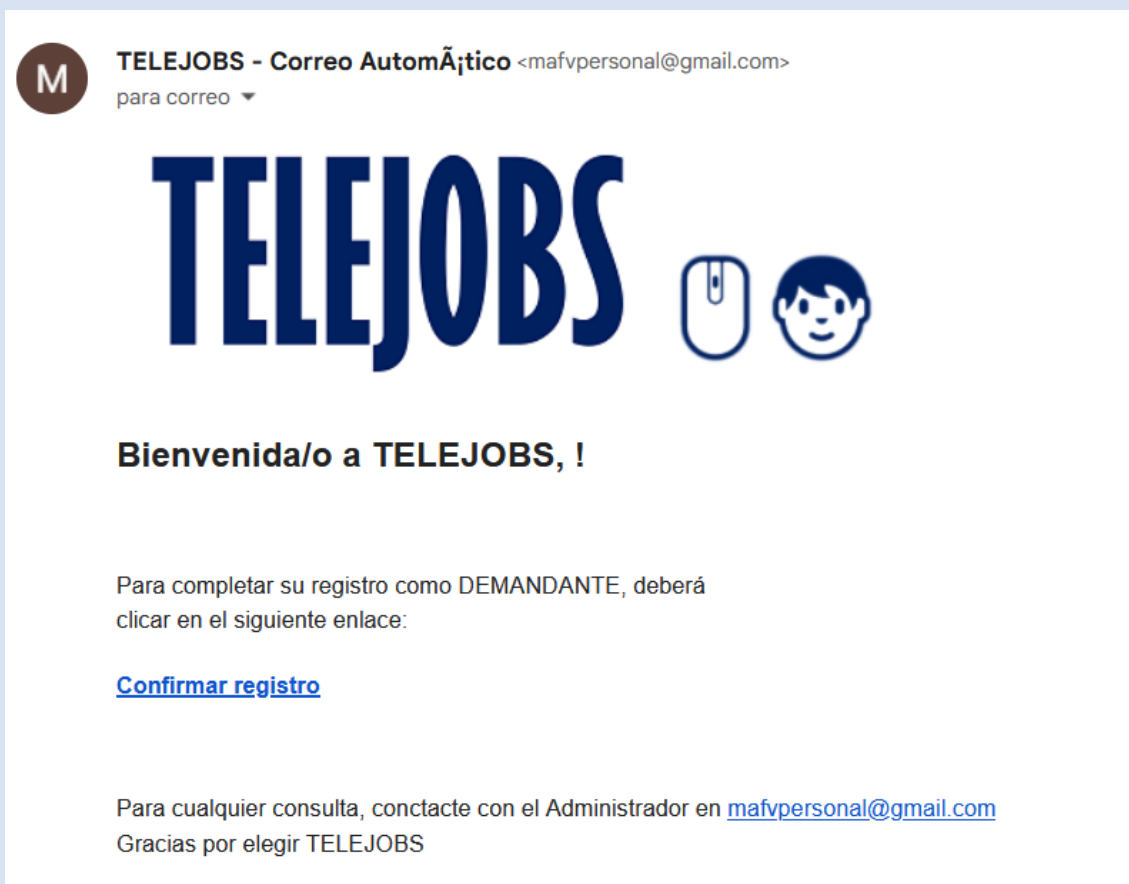 M
TELEJOBS - Correo AutomÃ¡tico <mafvpersonal@gmail.com>
para correo
TELEJOBS
Bienvenida/o a TELEJOBS, !
Para completar su registro como DEMANDANTE, deberá
clicar en el siguiente enlace:
Confirmar registro
Para cualquier consulta, conctacte con el Administrador en mafvpersonal@gmail.com
Gracias por elegir TELEJOBS